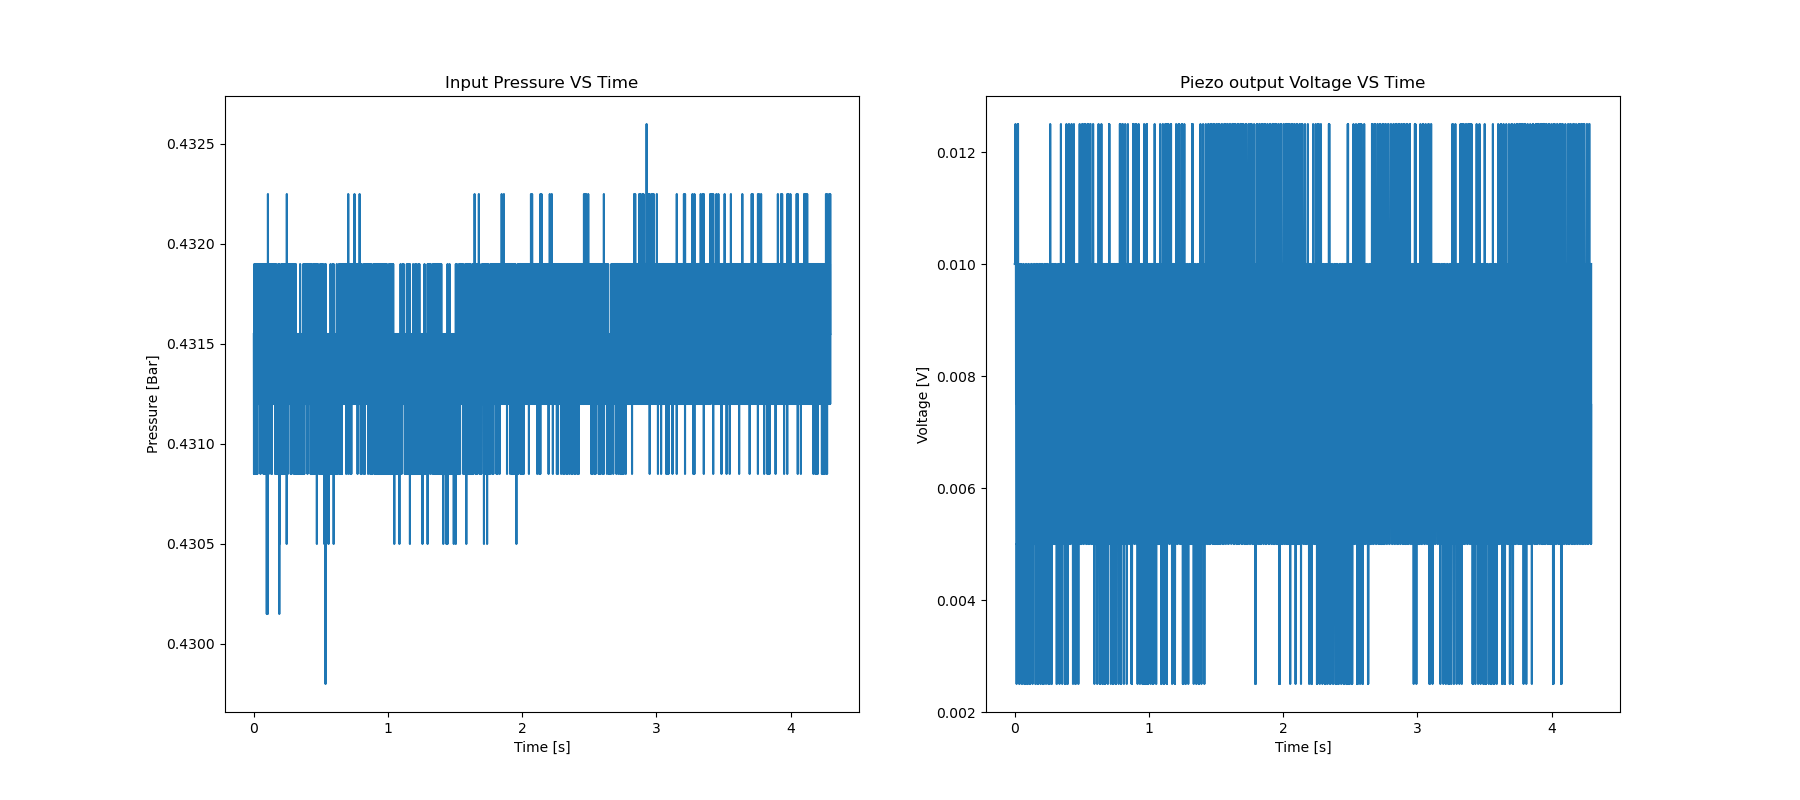 Input Pressure VS Time
Pressure [Bar]
0.4325
0.4320
0.4315
0.4310
0.4305
0.4300
0 1 2 3 4
Time [s]
Piezo output Voltage VS Time
Voltage [V]
0.012
0.010
0.008
0.006
0.004
0.002
0 1 2 3 4
Time [s]